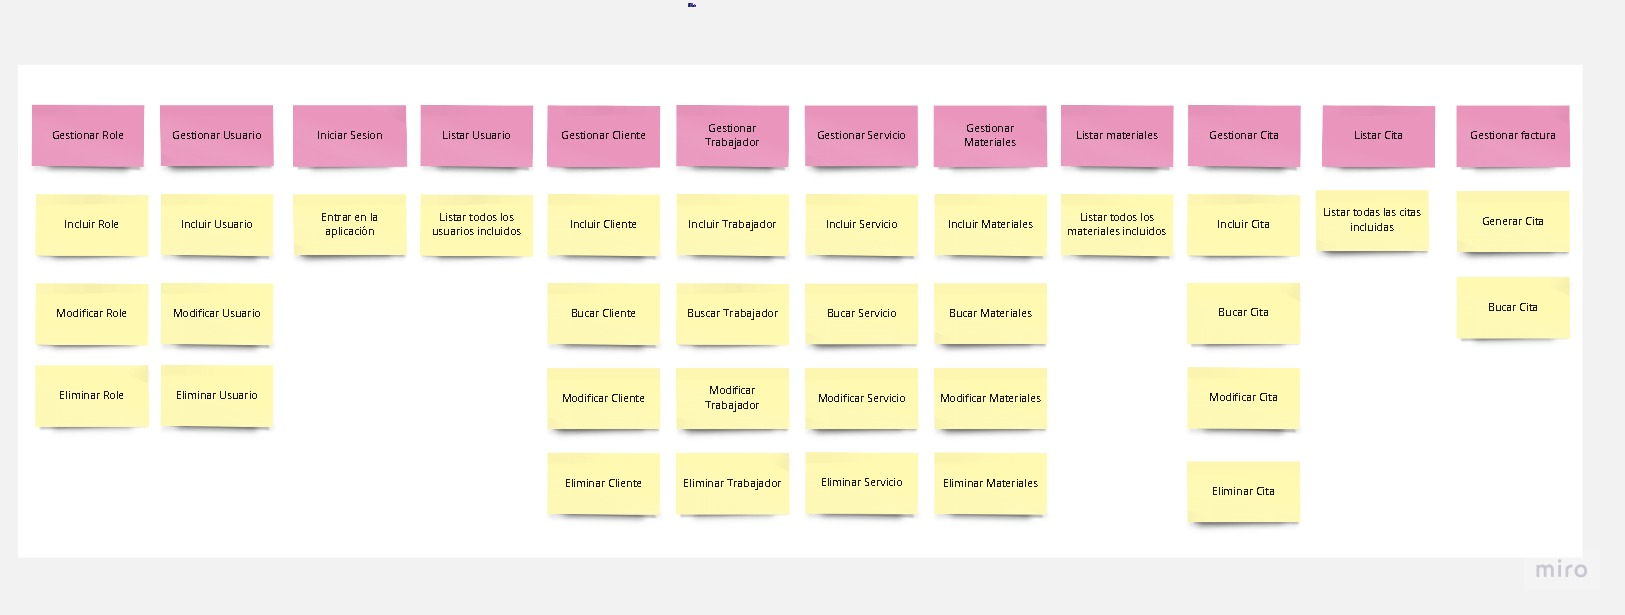 Gestionar Role
Gestionar Usuario
Iniciar Sesion
Listar Usuario
Gestionar Cliente
Gestionar
Trabajador
Gestionar Servicio
Gestionar
Materiales
Listar materiales
Gestionar Cita
Listar Cita
Gestionar factura
Incluir Role
Incluir Usuario
Entrar en la
aplicación
Listar todos los
usuarios incluidos
Incluir Cliente
Incluir Trabajador
Incluir Servicio
Incluir Materiales
Listar todos los
materiales incluidos
Incluir Cita
Listar todas las citas
incluidas
Generar Cita
Modificar Role
Modificar Usuario
Bucar Cliente
Buscar Trabajador
Bucar Servicio
Bucar Materiales
Bucar Cita
Bucar Cita
Eliminar Role
Eliminar Usuario
Modificar Cliente
Modificar
Trabajador
Modificar Servicio
Modificar Materiales
Modificar Cita
Eliminar Cliente
Eliminar Trabajador
Eliminar Servicio
Eliminar Materiales
Eliminar Cita
miro